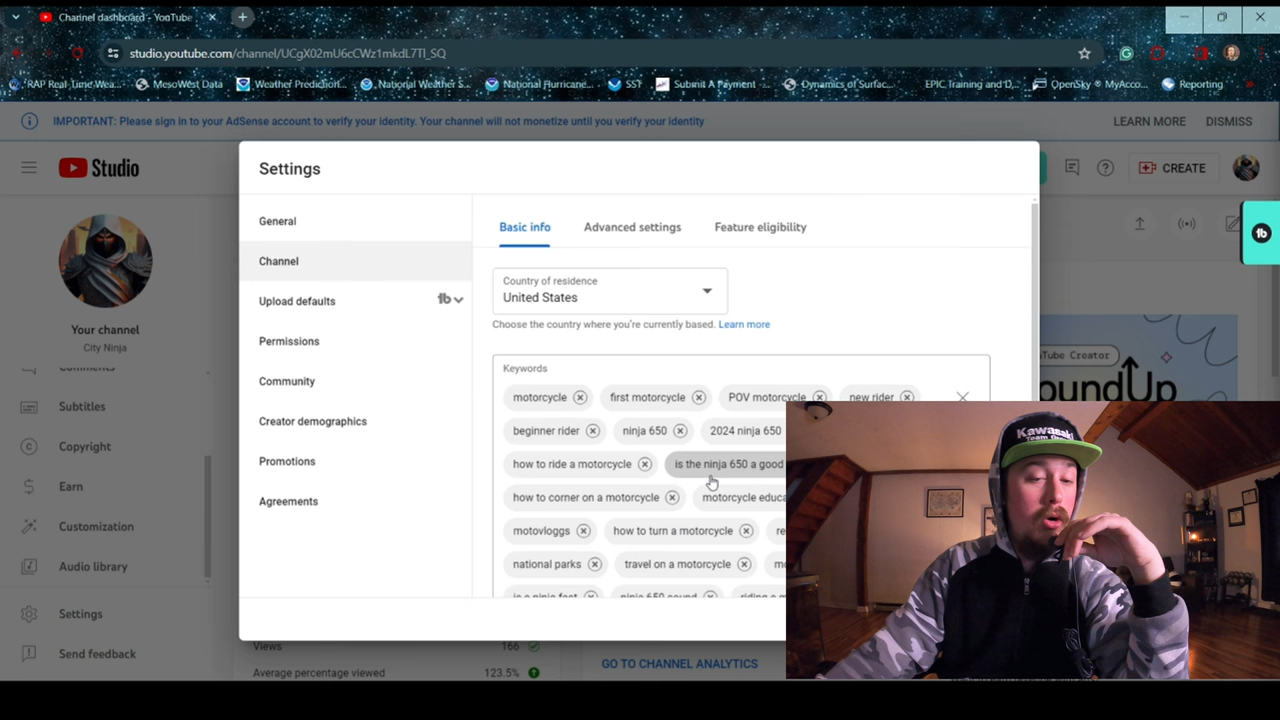 Channel dashboard - YouTube
studio.youtube.com/channel/UCgX02mU6cCWz1mkdL7TI_SQ
RAP Real-Time Wea... MesoWest Data Weather Prediction... National Weather S... National Hurricane... SST Submit A Payment -... Dynamics of Surfac... EPIC Training and D... OpenSky ® MyAcco... Reporting
IMPORTANT: Please sign in to your AdSense account to verify your identity. Your channel will not monetize until you verify your identity LEARN MORE DISMISS
Studio CREATE
Settings
General
Channel
Upload defaults
Permissions
Community
Creator demographics
Promotions
Agreements
Basic info Advanced settings Feature eligibility
Country of residence
United States
Choose the country where you're currently based. Learn more
Keywords
motorcycle first motorcycle POV motorcycle new rider
beginner rider ninja 650 2024 ninja 650
how to ride a motorcycle is the ninja 650 a good
how to corner on a motorcycle motorcycle educa
motovloggs how to turn a motorcycle re
national parks travel on a motorcycle
is a ninja fast ninja 650 sound riding a m
Your channel
City Ninja
Comments
Subtitles
Copyright
Earn
Customization
Audio library
Settings
Send feedback
Tube Creator
oundUp
Views 166
Average percentage viewed 123.5%
GO TO CHANNEL ANALYTICS
Kawasaki
Team Green